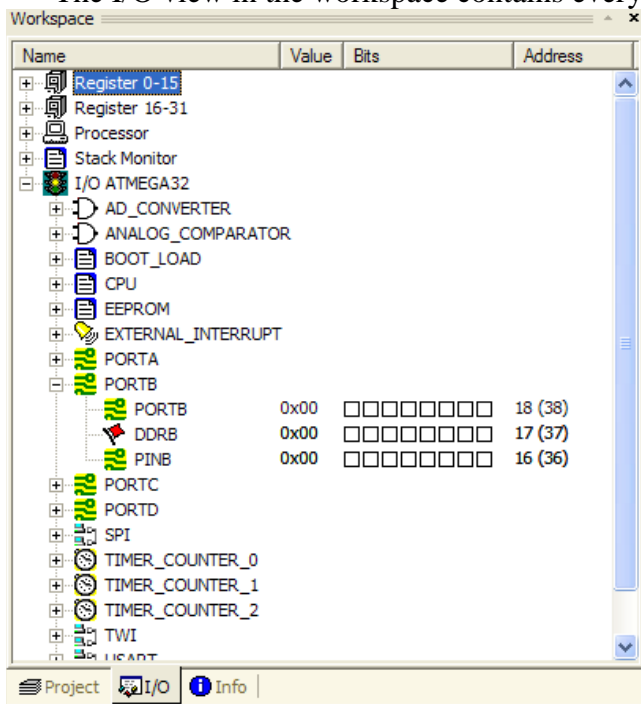 The I/O view in the workspace contains every
Workspace
Name Value Bits Address
Register 0-15
Register 16-31
Processor
Stack Monitor
I/O ATMEGA32
AD_CONVERTER
ANALOG_COMPARATOR
BOOT_LOAD
CPU
EEPROM
EXTERNAL_INTERRUPT
PORTA
PORTB
PORTB 0x00 18 (38)
DDRB 0x00 17 (37)
PINB 0x00 16 (36)
PORTC
PORTD
SPI
TIMER_COUNTER_0
TIMER_COUNTER_1
TIMER_COUNTER_2
TWI
USART
Project I/O Info